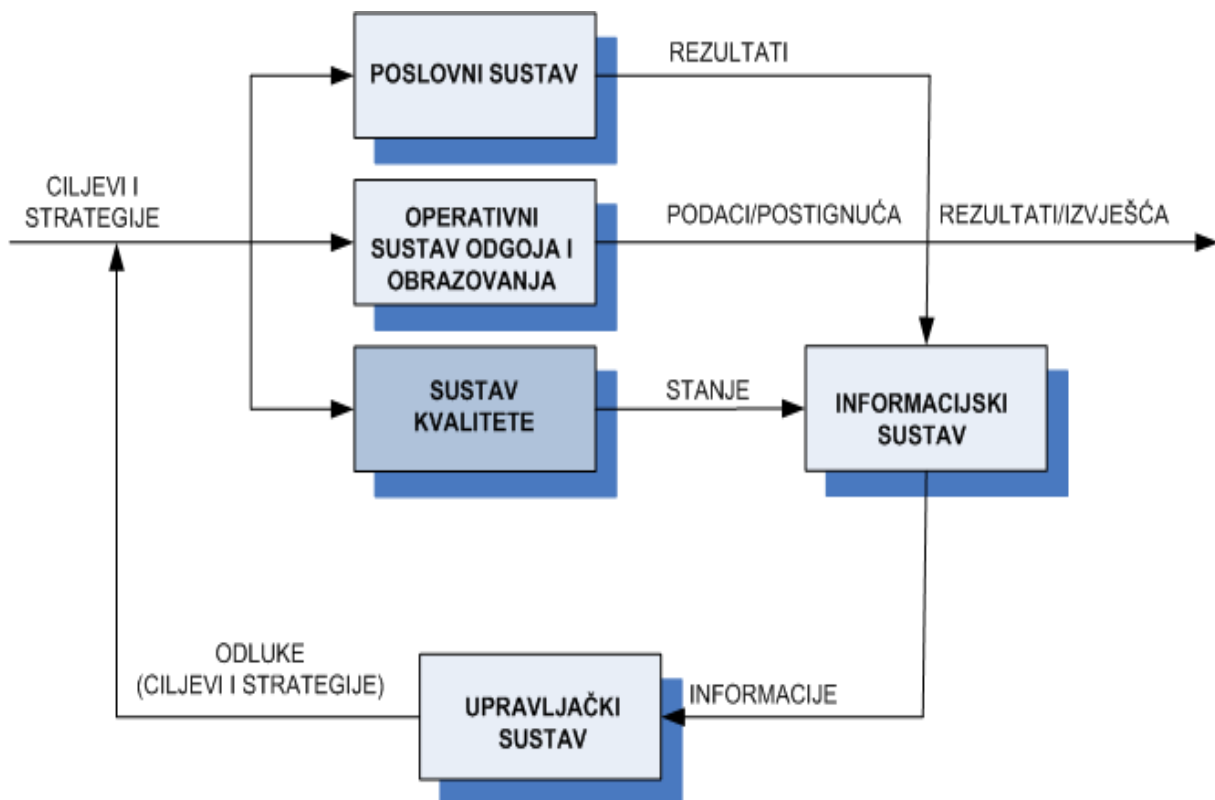 POSLOVNI SUSTAV
REZULTATI
CILJEVI I
STRATEGIJE
OPERATIVNI
SUSTAV ODGOJA I
OBRAZOVANJA
PODACI/POSTIGNUĆA
REZULTATI/IZVJEŠĆA
SUSTAV
KVALITETE
STANJE
INFORMACIJSKI
SUSTAV
ODLUKE
(CILJEVI I STRATEGIJE)
UPRAVLJAČKI
SUSTAV
INFORMACIJE